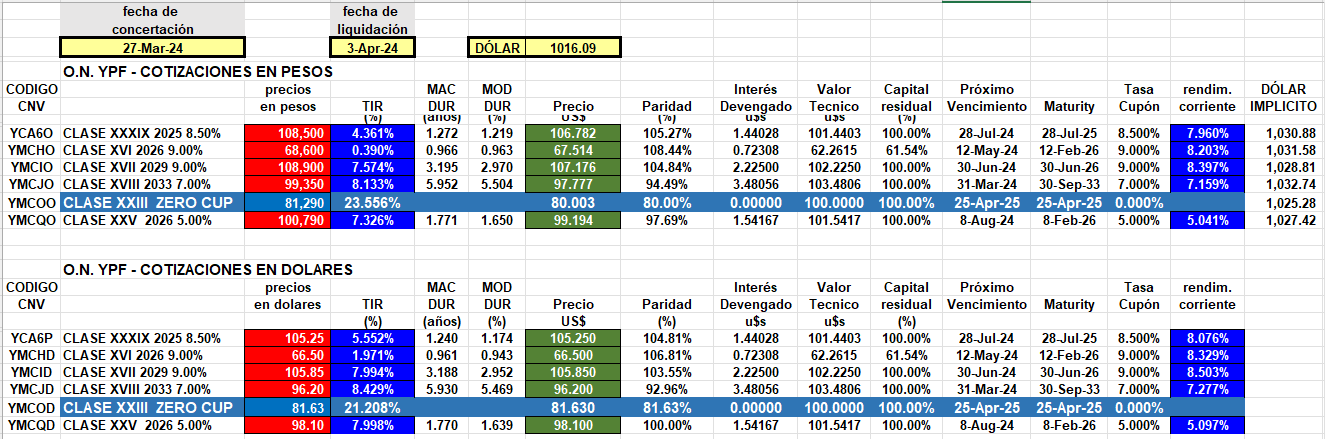 fecha de fecha de
concertación liquidación
27-Mar-24 3-Apr-24 DÓLAR 1016.09
O.N. YPF - COTIZACIONES EN PESOS
CODIGO precios MAC MOD Interés Valor Capital Próximo Tasa rendim. DÓLAR
CNV en pesos TIR DUR DUR Precio Paridad Devengado Tecnico residual Vencimiento Maturity Cupón corriente IMPLICITO
(%) (años) (%) US$ (%) u$s u$s (%)
YCA6O CLASE XXXIX 2025 8.50% 108,500 4.361% 1.272 1.219 106.782 105.27% 1.44028 101.4403 100.00% 28-Jul-24 28-Jul-25 8.500% 7.960% 1,030.88
YMCHO CLASE XVI 2026 9.00% 68,600 0.390% 0.966 0.963 67.514 108.44% 0.72308 62.2615 61.54% 12-May-24 12-Feb-26 9.000% 8.203% 1,031.58
YMCIO CLASE XVII 2029 9.00% 108,900 7.574% 3.195 2.970 107.176 104.84% 2.22500 102.2250 100.00% 30-Jun-24 30-Jun-26 9.000% 8.397% 1,028.81
YMCJO CLASE XVIII 2033 7.00% 99,350 8.133% 5.952 5.504 97.777 94.49% 3.48056 103.4806 100.00% 31-Mar-24 30-Sep-33 7.000% 7.159% 1,032.74
YMCOO CLASE XXIII ZERO CUP 81,290 23.556% 80.003 80.00% 0.00000 100.0000 100.00% 25-Apr-25 25-Apr-25 0.000% 1,025.28
YMCQO CLASE XXV 2026 5.00% 100,790 7.326% 1.771 1.650 99.194 97.69% 1.54167 101.5417 100.00% 8-Aug-24 8-Feb-26 5.000% 5.041% 1,027.42
O.N. YPF - COTIZACIONES EN DOLARES
CODIGO precios MAC MOD Interés Valor Capital Próximo Tasa rendim.
CNV en dolares TIR DUR DUR Precio Paridad Devengado Tecnico residual Vencimiento Maturity Cupón corriente
(%) (años) (%) US$ (%) u$s u$s (%)
YCA6P CLASE XXXIX 2025 8.50% 105.25 5.552% 1.240 1.174 105.250 104.81% 1.44028 101.4403 100.00% 28-Jul-24 28-Jul-25 8.500% 8.076%
YMCHD CLASE XVI 2026 9.00% 66.50 1.971% 0.961 0.943 66.500 106.81% 0.72308 62.2615 61.54% 12-May-24 12-Feb-26 9.000% 8.329%
YMCID CLASE XVII 2029 9.00% 105.85 7.994% 3.188 2.952 105.850 103.55% 2.22500 102.2250 100.00% 30-Jun-24 30-Jun-26 9.000% 8.503%
YMCJD CLASE XVIII 2033 7.00% 96.20 8.429% 5.930 5.469 96.200 92.96% 3.48056 103.4806 100.00% 31-Mar-24 30-Sep-33 7.000% 7.277%
YMCOD CLASE XXIII ZERO CUP 81.63 21.208% 81.630 81.63% 0.00000 100.0000 100.00% 25-Apr-25 25-Apr-25 0.000%
YMCQD CLASE XXV 2026 5.00% 98.10 7.998% 1.770 1.639 98.100 100.00% 1.54167 101.5417 100.00% 8-Aug-24 8-Feb-26 5.000% 5.097%